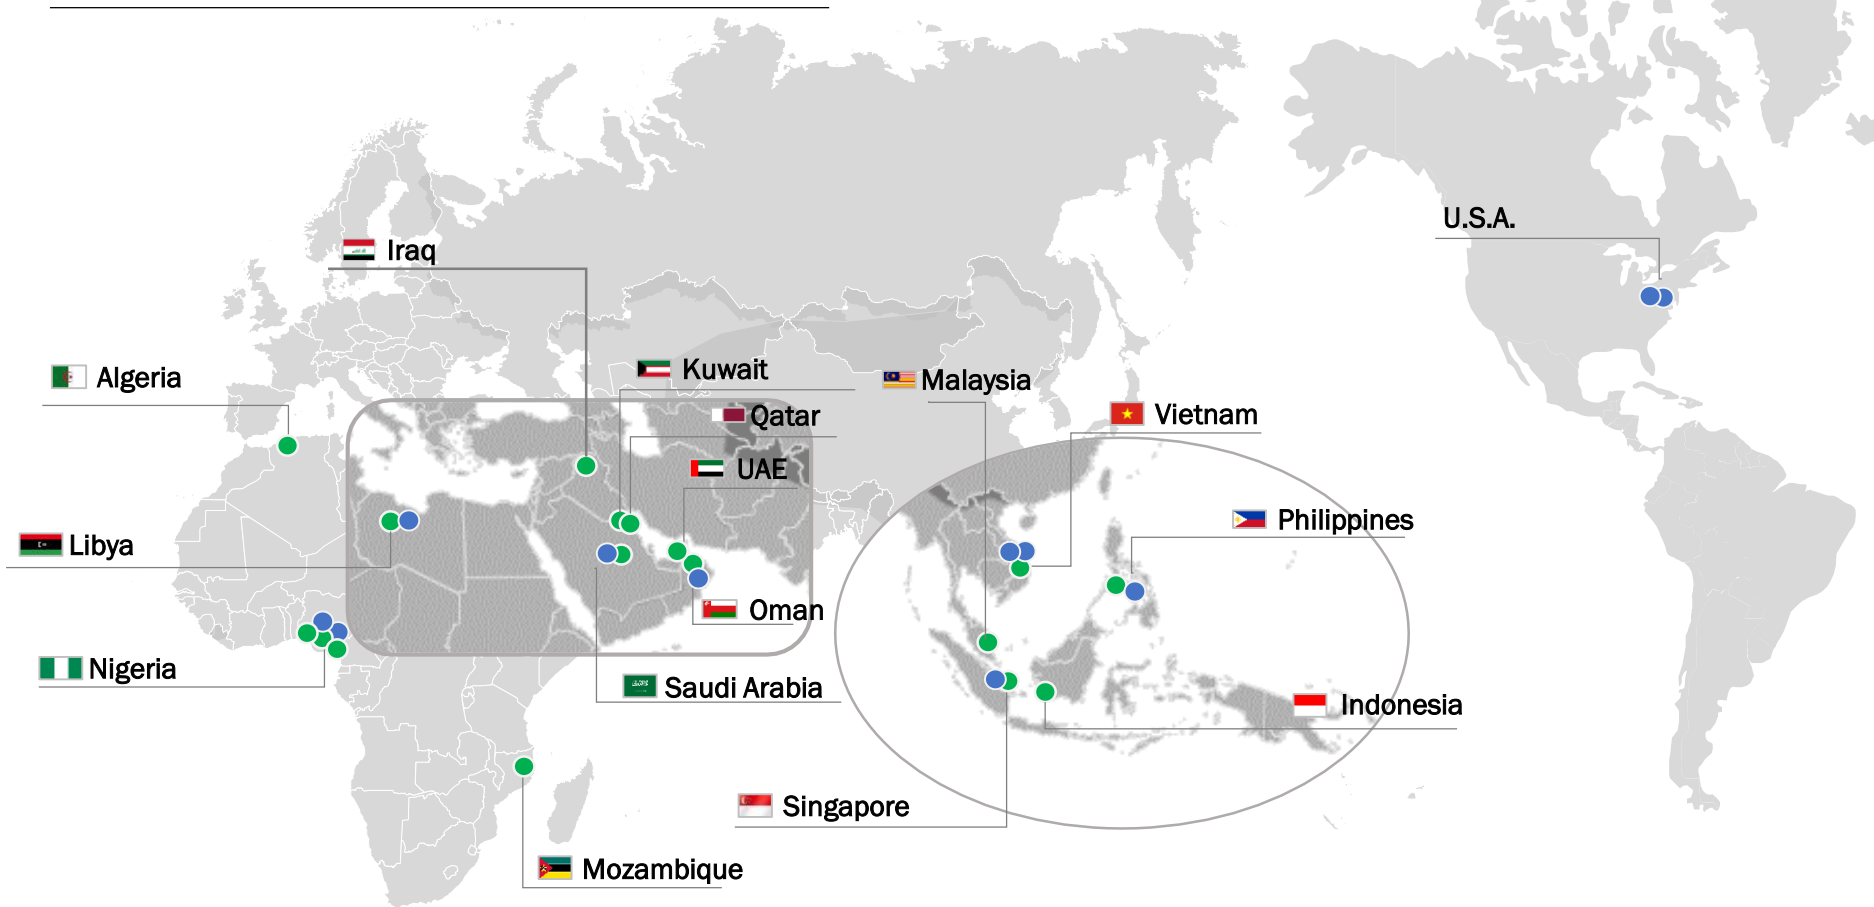 U.S.A.
Iraq
Kuwait
Algeria
Malaysia
Qatar
Vietnam
UAE
Philippines
Libya
Oman
Nigeria
Saudi Arabia
Indonesia
Singapore
Mozambique